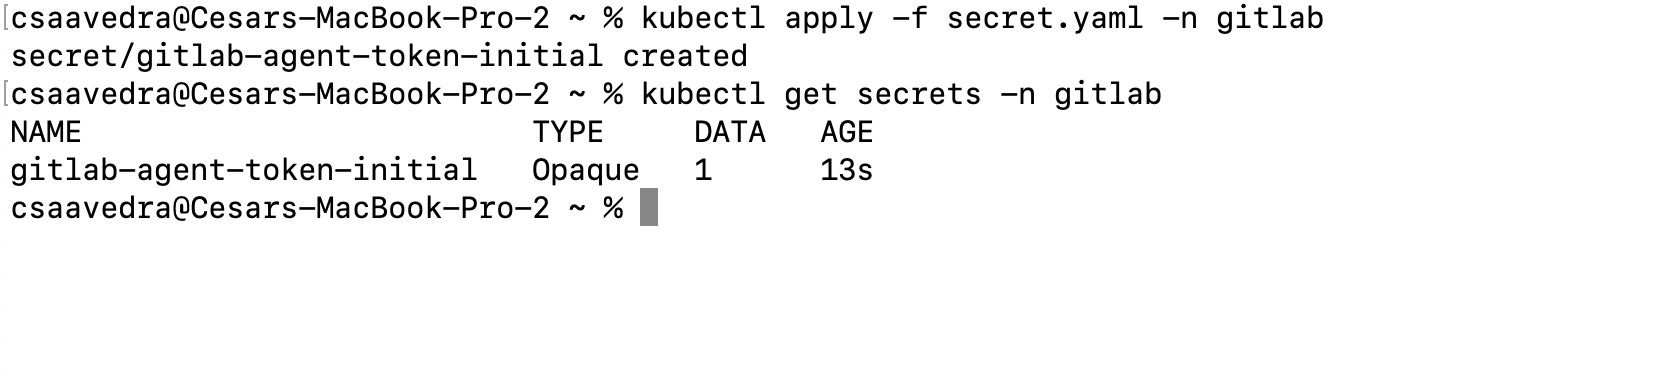 [csaavedra@Cesars-MacBook-Pro-2 ~ % kubectl apply -f secret.yaml -n gitlab
secret/gitlab-agent-token-initial created
[csaavedra@Cesars-MacBook-Pro-2 ~ % kubectl get secrets -n gitlab
NAME                         TYPE     DATA   AGE
gitlab-agent-token-initial   Opaque   1      13s
csaavedra@Cesars-MacBook-Pro-2 ~ %